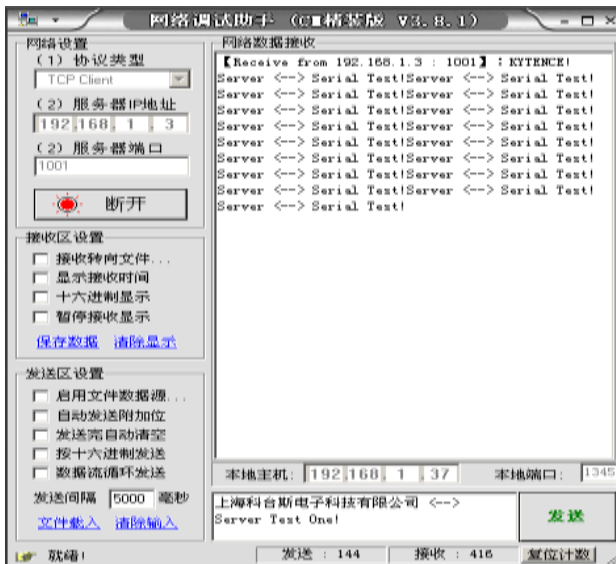 网络调试助手 (C■精装版 V3.8.1)
网络设置
(1) 协议类型
TCP Client
(2) 服务器IP地址
192.168. 1 . 3
(2) 服务器端口
1001
断开
接收区设置
接收转向文件...
显示接收时间
十六进制显示
暂停接收显示
保存数据 清除显示
发送区设置
启用文件数据源...
自动发送附加位
发送完自动清空
按十六进制发送
数据流循环发送
发送间隔 5000 毫秒
文件载入 清除输入
就绪!
网络数据接收
【Receive from 192.168.1.3 : 1001】:KYTENCE!
Server <--> Serial Test!Server <--> Serial Test!
Server <--> Serial Test!Server <--> Serial Test!
Server <--> Serial Test!Server <--> Serial Test!
Server <--> Serial Test!Server <--> Serial Test!
Server <--> Serial Test!Server <--> Serial Test!
Server <--> Serial Test!Server <--> Serial Test!
Server <--> Serial Test!Server <--> Serial Test!
Server <--> Serial Test!Server <--> Serial Test!
Server <--> Serial Test!
本地主机: 192.168. 1 .37 本地端口: 1345
上海科台斯电子科技有限公司 <-->
Server Test One!
发送
发送 : 144 接收 : 416 复位计数